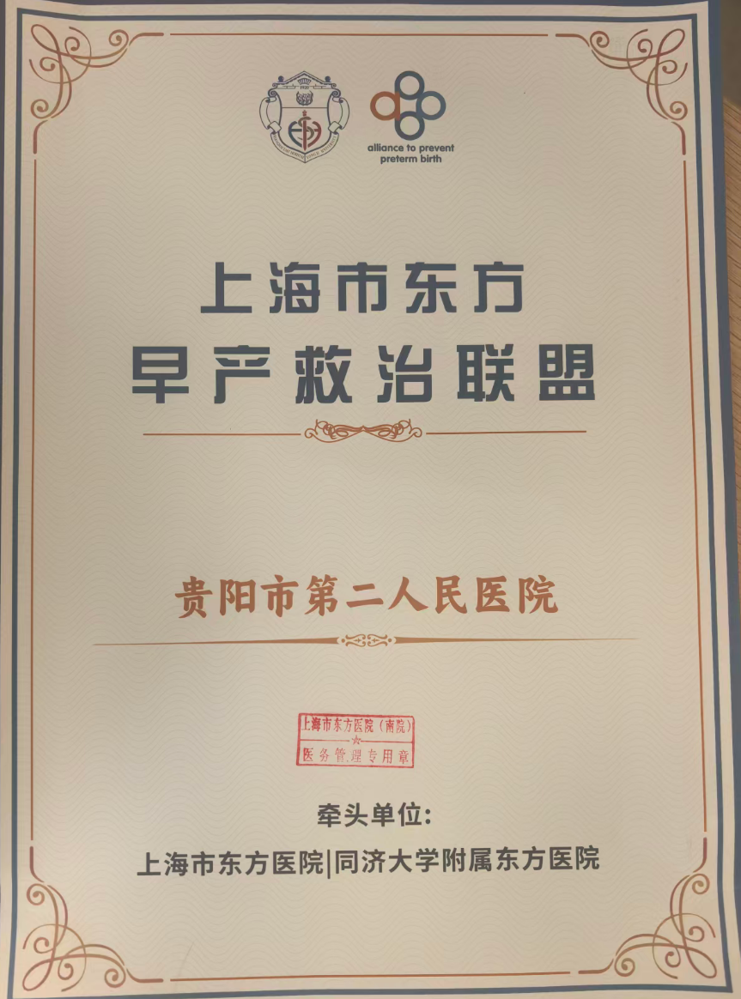 1920
alliance to prevent
preterm birth
上海市东方
早产救治联盟
贵阳市第二人民医院
上海市东方医院(南院)
医务管理专用章
牵头单位:
上海市东方医院|同济大学附属东方医院